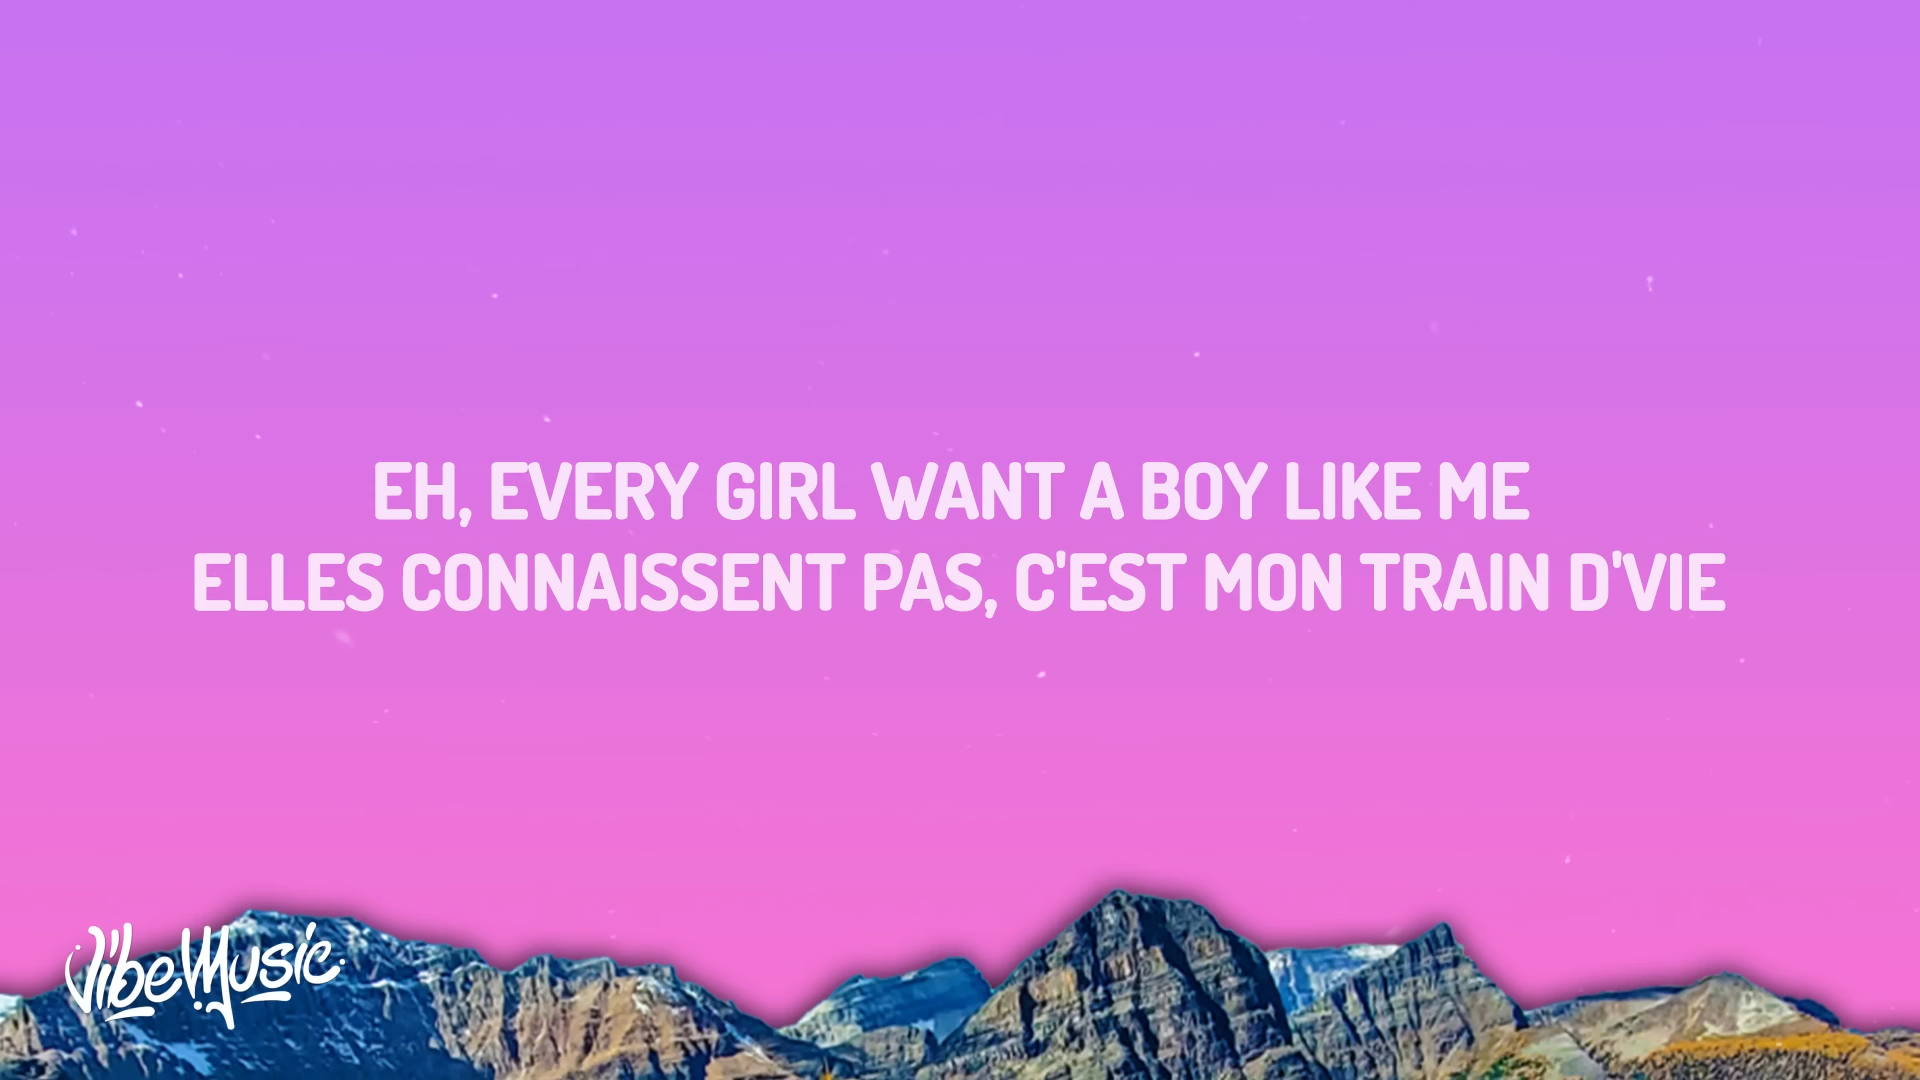 EH, EVERY GIRL WANT A BOY LIKE ME
ELLES CONNAISSENT PAS, C'EST MON TRAIN D'VIE
VibeMusic